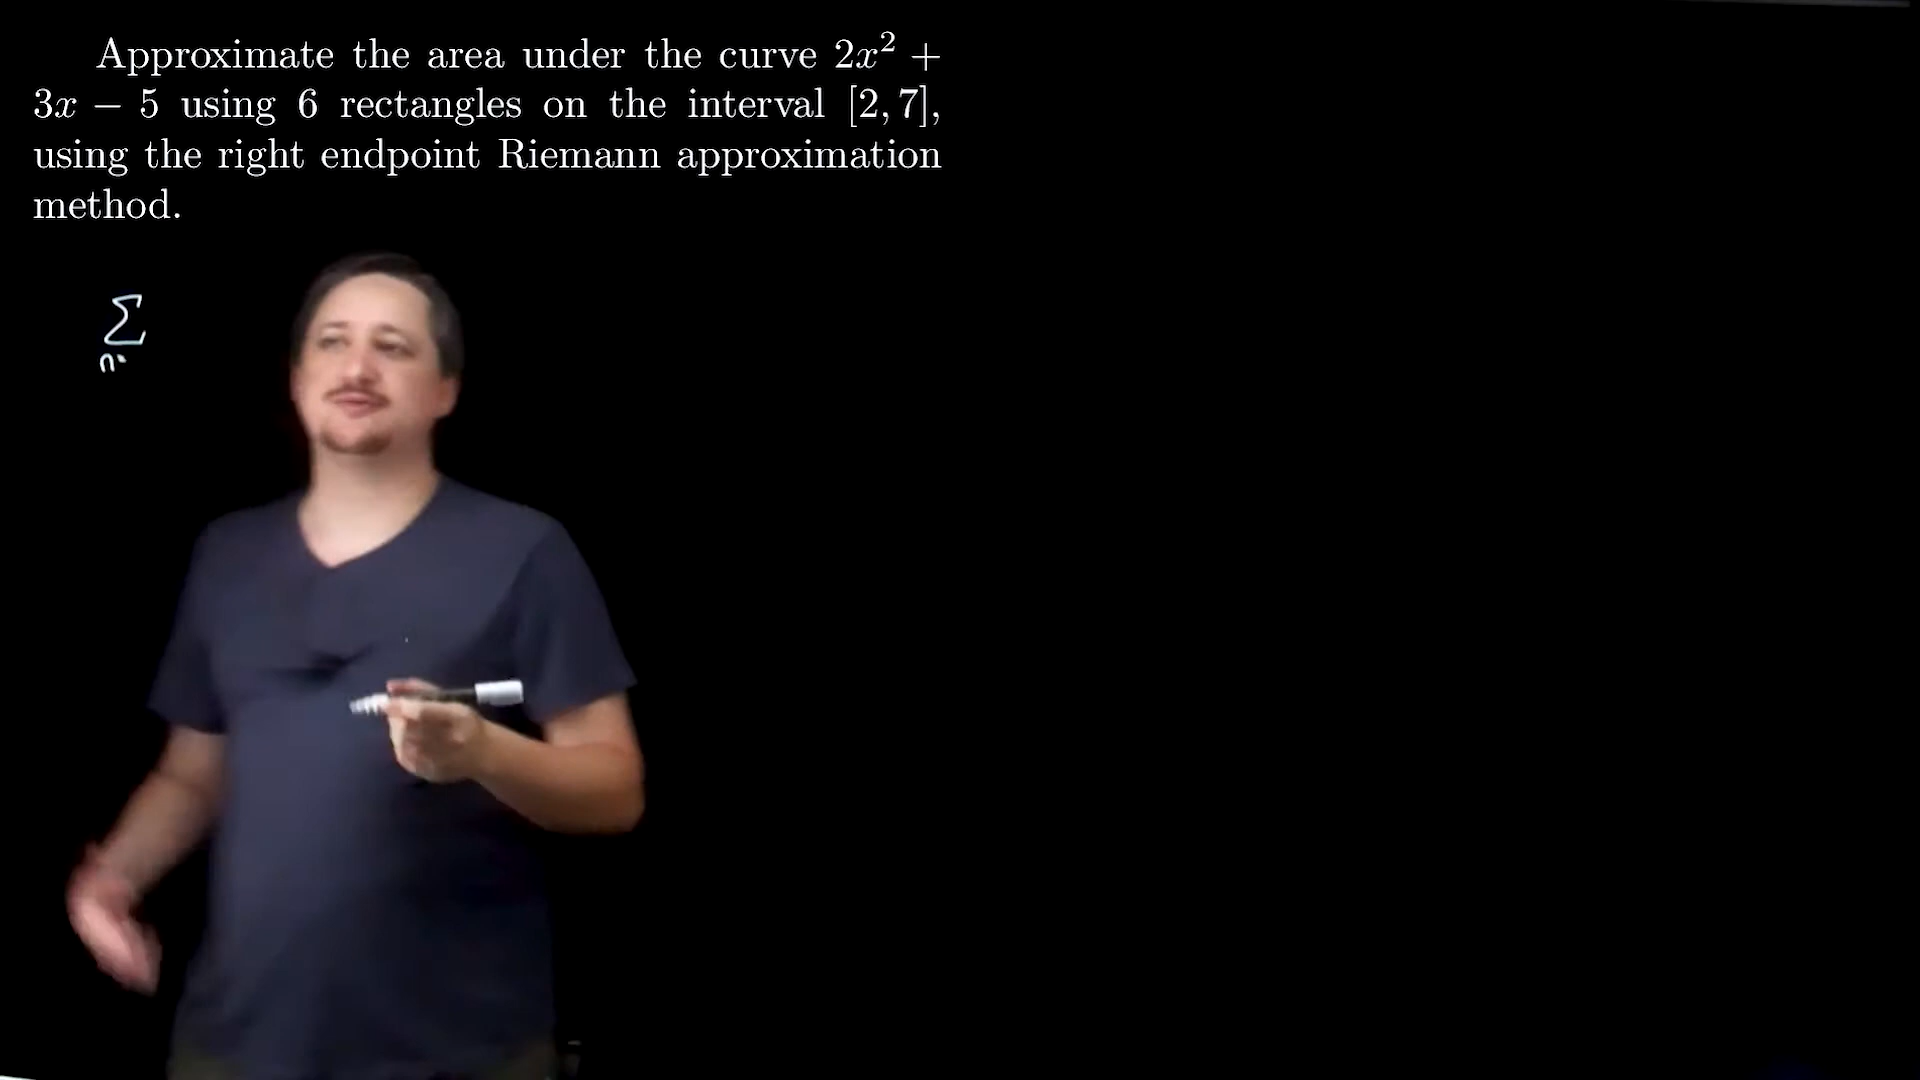 Approximate the area under the curve 2x² +
3x − 5 using 6 rectangles on the interval [2, 7],
using the right endpoint Riemann approximation
method.
Σ
n